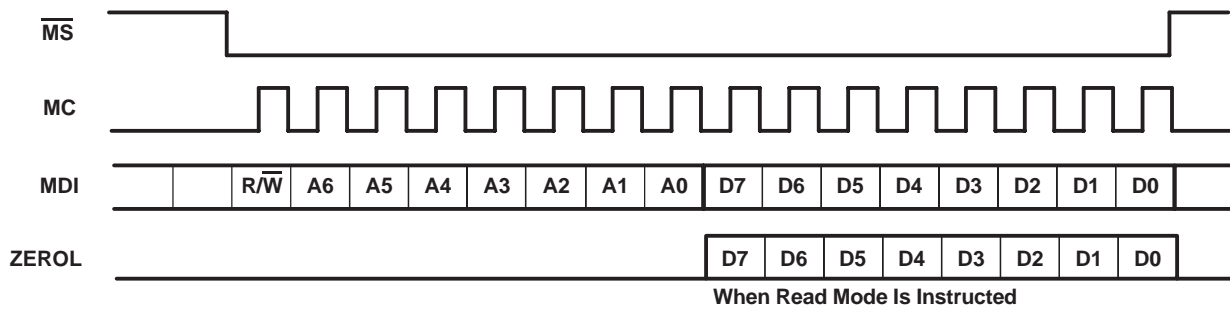 M̅S̅
MC
MDI R/W̅ A6 A5 A4 A3 A2 A1 A0 D7 D6 D5 D4 D3 D2 D1 D0
ZEROL D7 D6 D5 D4 D3 D2 D1 D0
When Read Mode Is Instructed